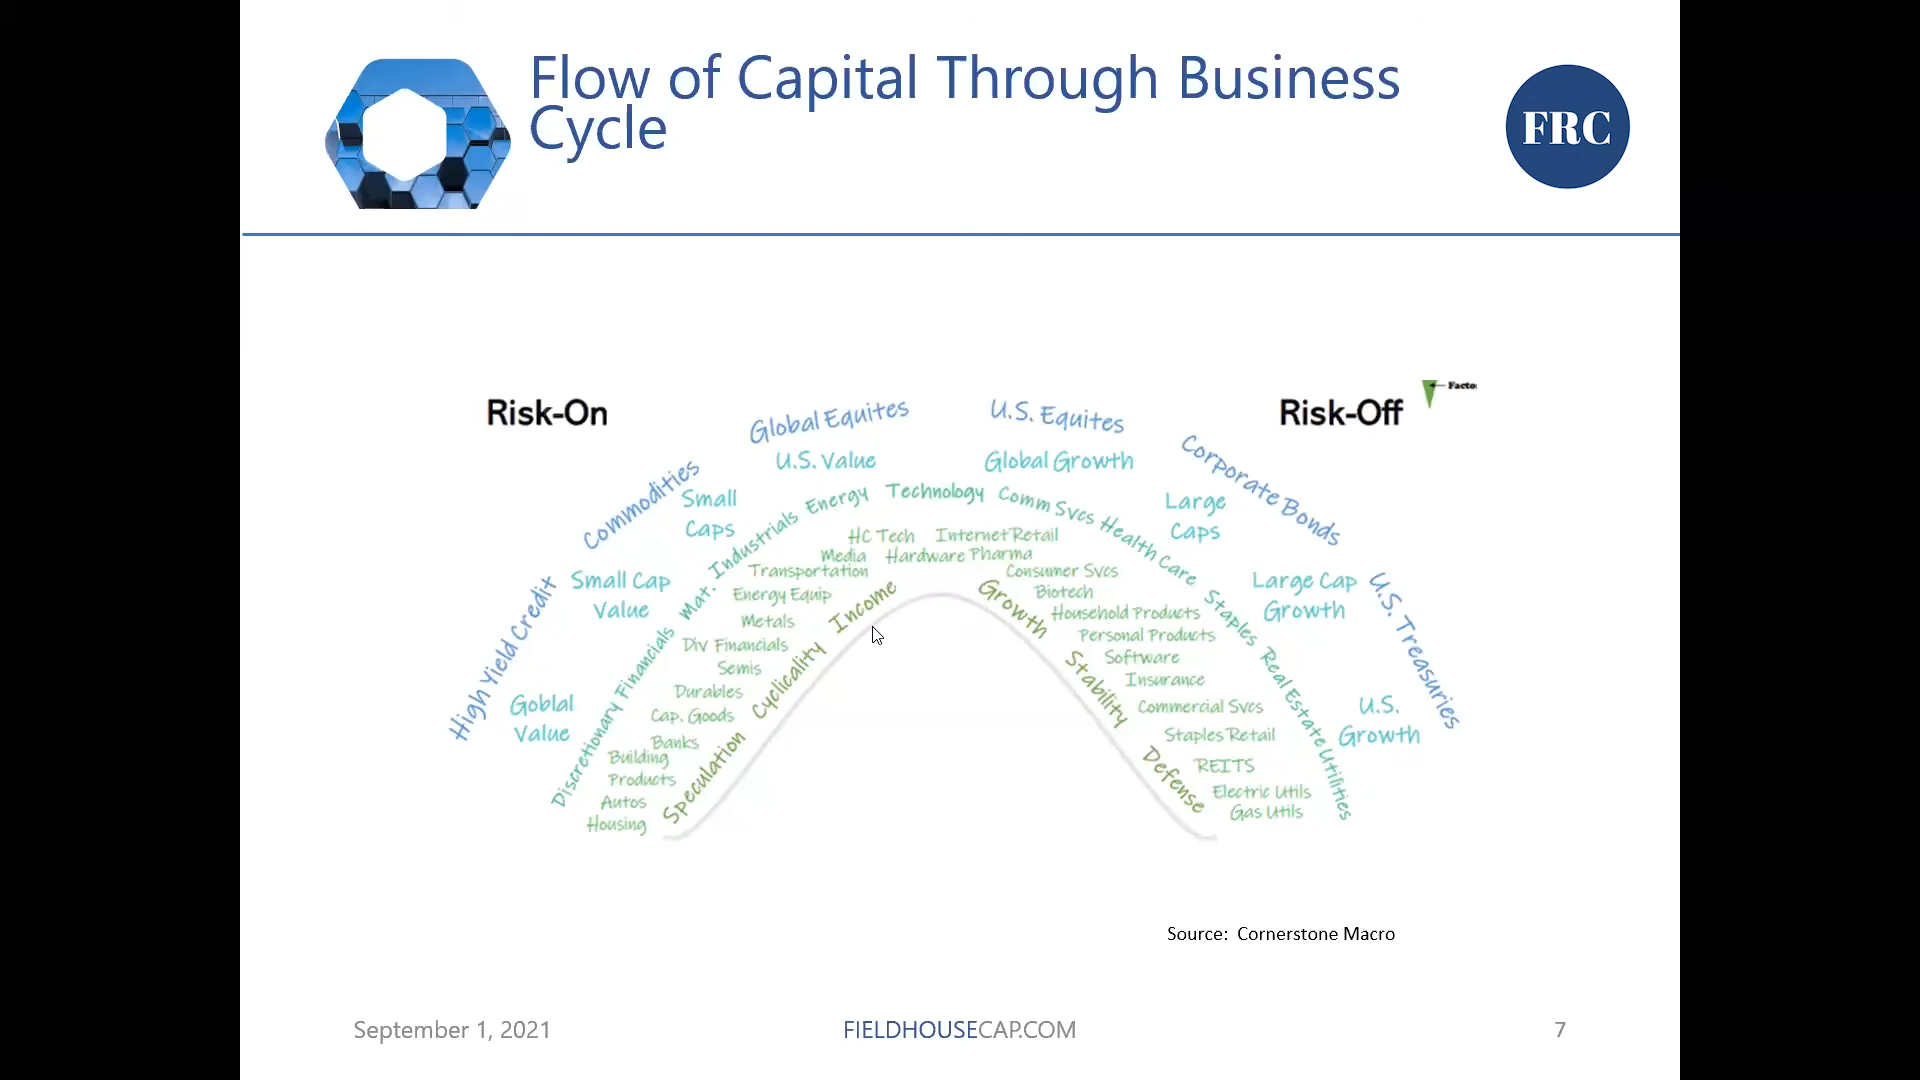 Flow of Capital Through Business
Cycle
FRC
Risk-On
Risk-Off
Facto
High Yield Credit
Commodities
Global Equites
U.S. Equites
Corporate Bonds
U.S. Treasuries
Goblal
Value
Small Cap
Value
Small
Caps
U.S. Value
Global Growth
Large
Caps
Large Cap
Growth
U.S.
Growth
Discretionary
Financials
Mat.
Industrials
Energy
Technology
Comm Svcs
Health Care
Staples
Real Estate
Utilities
Housing
Autos
Building
Products
Banks
Cap. Goods
Durables
Semis
Div Financials
Metals
Energy Equip
Transportation
Media
HC Tech
Hardware
Internet Retail
Pharma
Consumer Svcs
Biotech
Household Products
Personal Products
Software
Insurance
Commercial Svcs
Staples Retail
REITS
Electric Utils
Gas Utils
Speculation
Cyclicality
Income
Growth
Stability
Defense
Source: Cornerstone Macro
September 1, 2021
FIELDHOUSECAP.COM
7